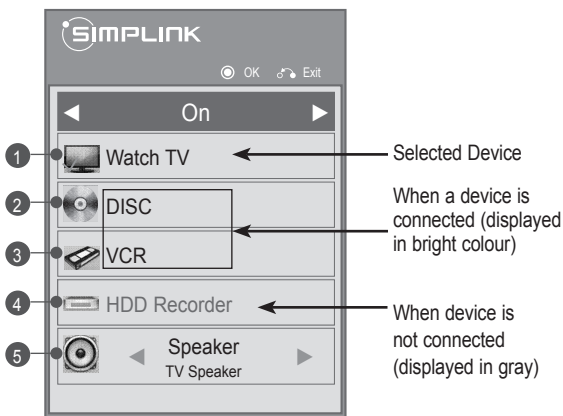 SIMPLINK
OK Exit
On
1 Watch TV
Selected Device
2 DISC
When a device is
connected (displayed
in bright colour)
3 VCR
4 HDD Recorder
When device is
not connected
(displayed in gray)
5 Speaker
TV Speaker